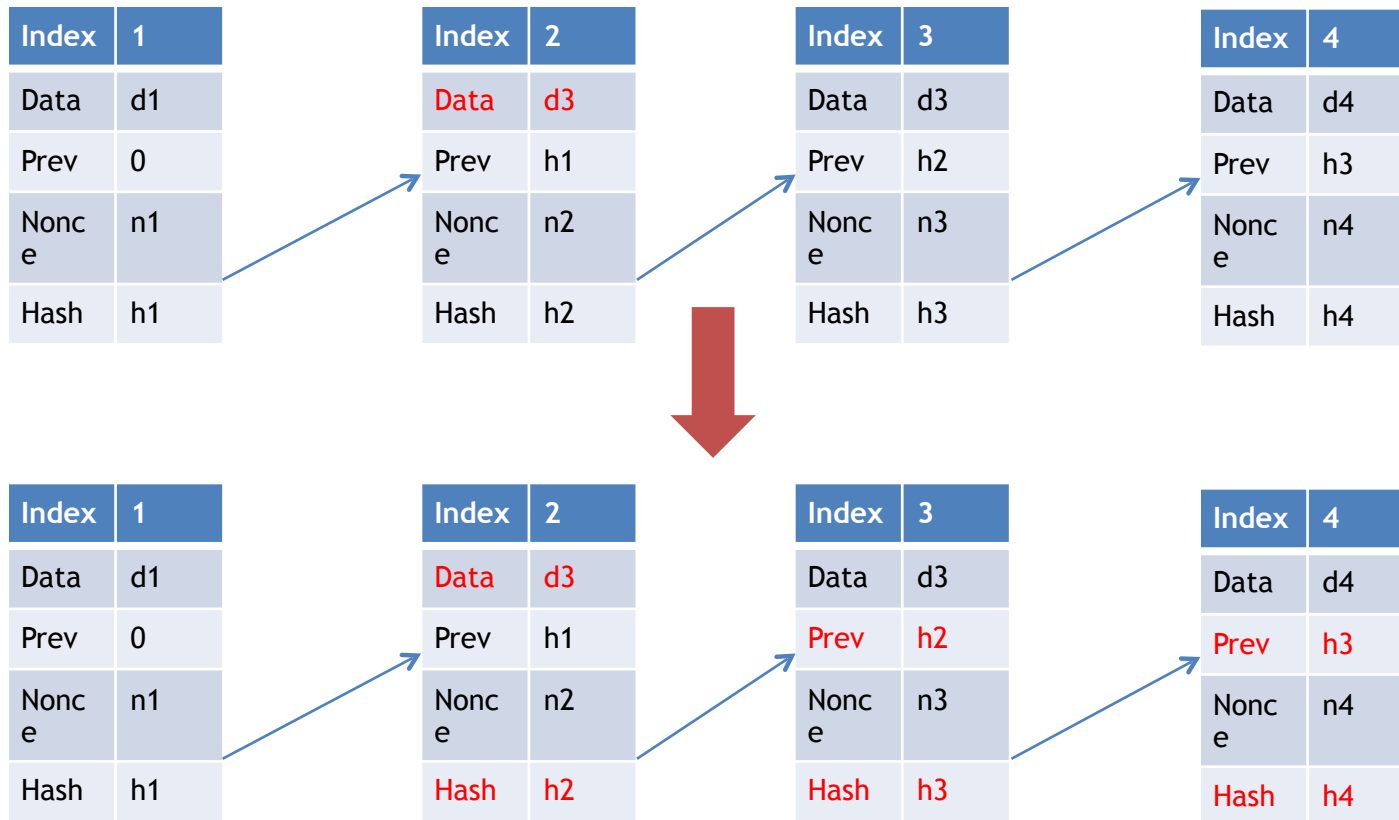 Index 1
Data d1
Prev 0
Nonc n1
e
Hash h1
Index 2
Data d3
Prev h1
Nonc n2
e
Hash h2
Index 3
Data d3
Prev h2
Nonc n3
e
Hash h3
Index 4
Data d4
Prev h3
Nonc n4
e
Hash h4
Index 1
Data d1
Prev 0
Nonc n1
e
Hash h1
Index 2
Data d3
Prev h1
Nonc n2
e
Hash h2
Index 3
Data d3
Prev h2
Nonc n3
e
Hash h3
Index 4
Data d4
Prev h3
Nonc n4
e
Hash h4